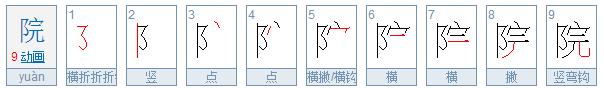 院 1 2 3 4 5 6 7 8 9
9 动画
yuàn 横折折折 竖 点 点 横撇/横钩 横 横 撇 竖弯钩